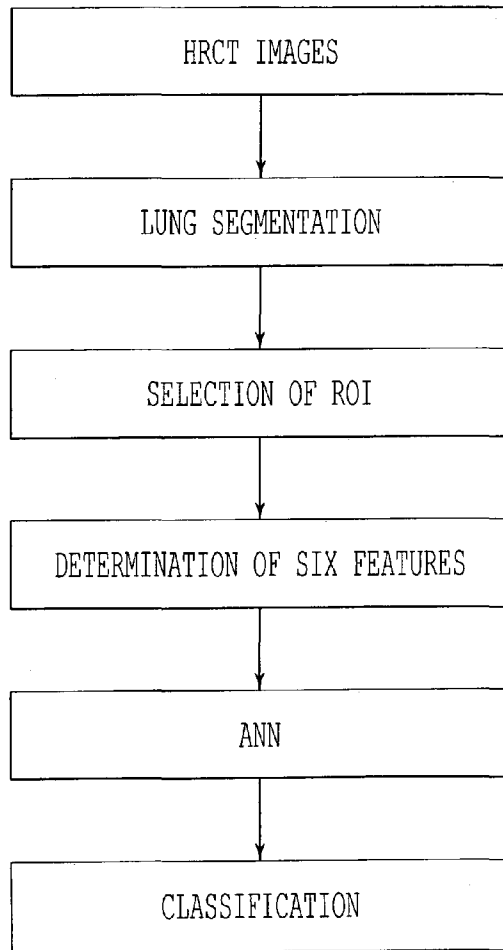 HRCT IMAGES
LUNG SEGMENTATION
SELECTION OF ROI
DETERMINATION OF SIX FEATURES
ANN
CLASSIFICATION